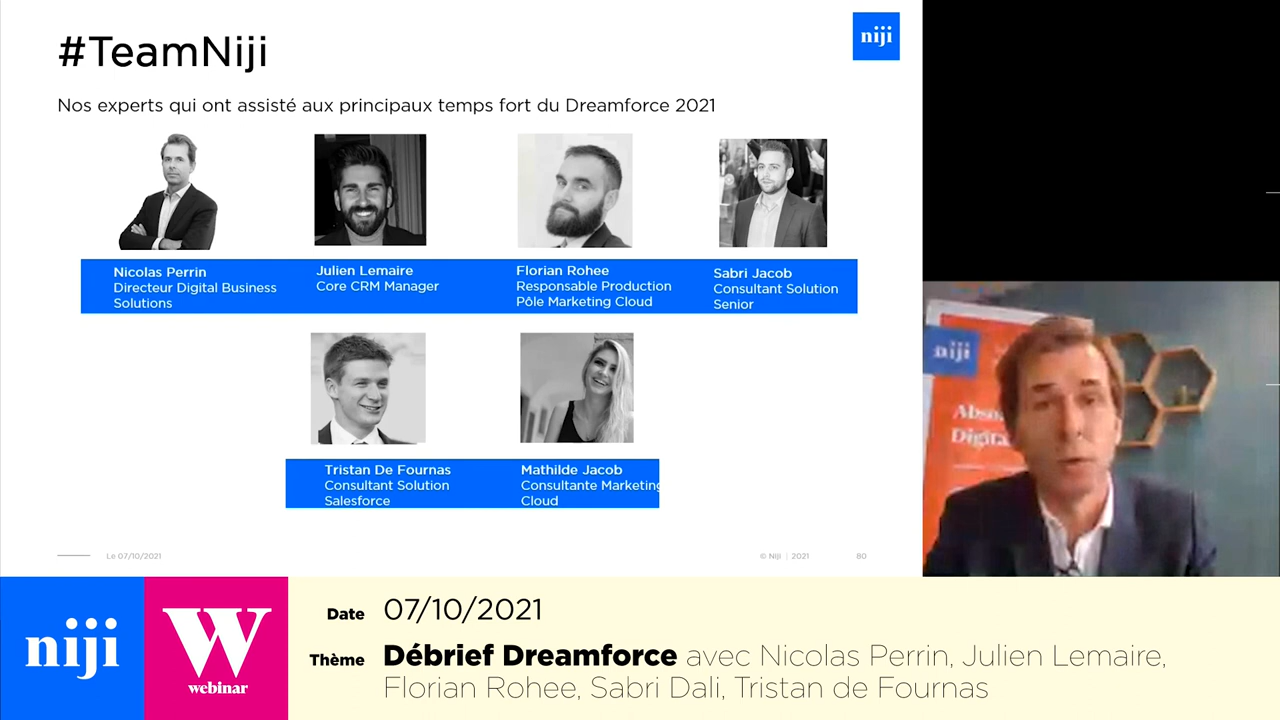 #TeamNiji
niji
Nos experts qui ont assisté aux principaux temps fort du Dreamforce 2021
Nicolas Perrin
Directeur Digital Business
Solutions
Julien Lemaire
Core CRM Manager
Florian Rohee
Responsable Production
Pôle Marketing Cloud
Sabri Jacob
Consultant Solution
Senior
Tristan De Fournas
Consultant Solution
Salesforce
Mathilde Jacob
Consultante Marketing
Cloud
Le 07/10/2021
© Niji | 2021
80
niji
niji
W
webinar
Date 07/10/2021
Thème Débrief Dreamforce avec Nicolas Perrin, Julien Lemaire,
Florian Rohee, Sabri Dali, Tristan de Fournas